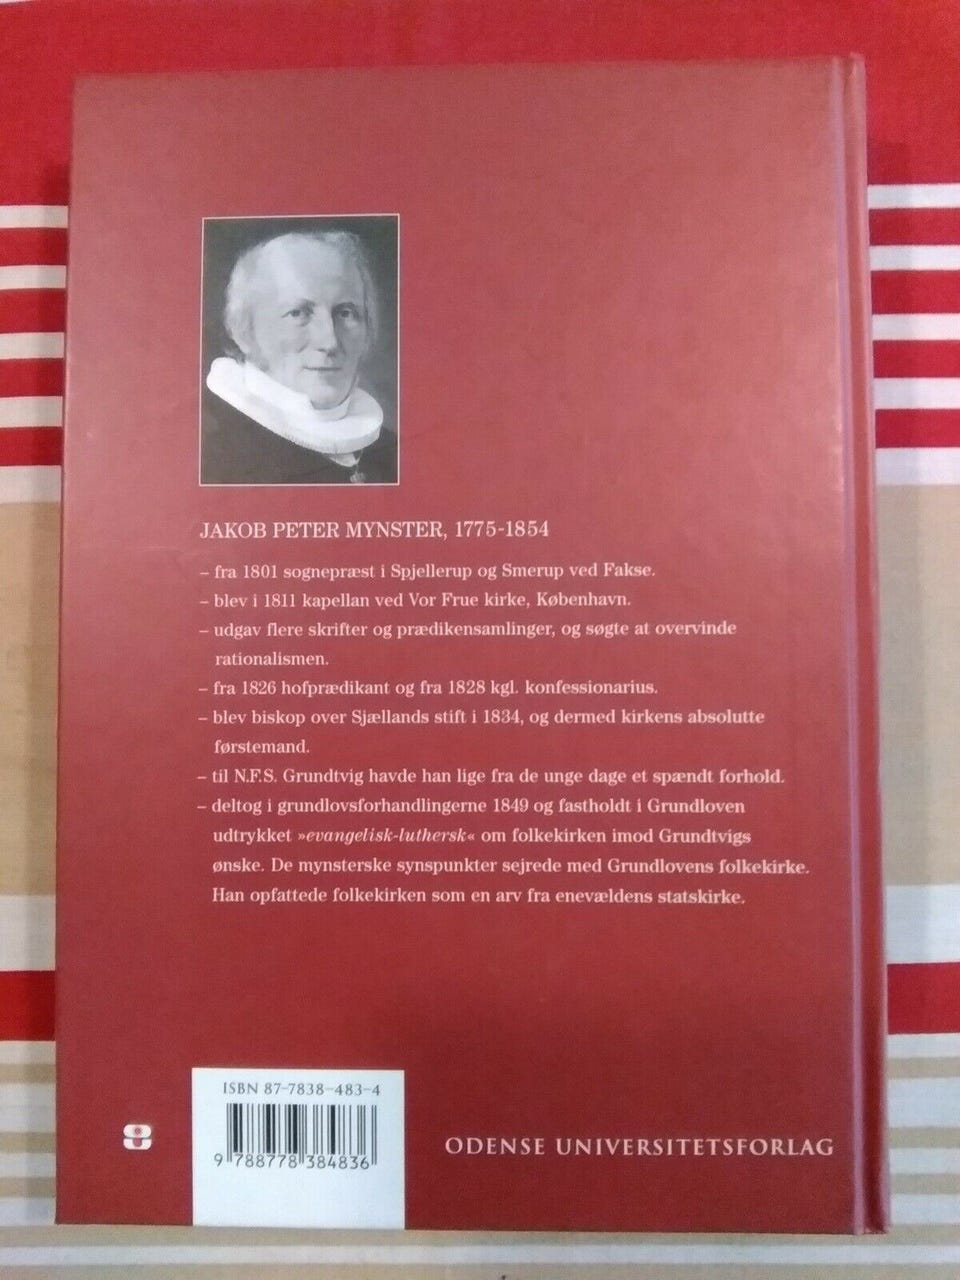 JAKOB PETER MYNSTER, 1775-1854
– fra 1801 sognepræst i Spjellerup og Smerup ved Fakse.
– blev i 1811 kapellan ved Vor Frue kirke, København.
– udgav flere skrifter og prædikensamlinger, og søgte at overvinde
rationalismen.
– fra 1826 hofprædikant og fra 1828 kgl. konfessionarius.
– blev biskop over Sjællands stift i 1834, og dermed kirkens absolutte
førstemand.
– til N.F.S. Grundtvig havde han lige fra de unge dage et spændt forhold.
– deltog i grundlovsforhandlingerne 1849 og fastholdt i Grundloven
udtrykket »evangelisk-luthersk« om folkekirken imod Grundtvigs
ønske. De mynsterske synspunkter sejrede med Grundlovens folkekirke.
Han opfattede folkekirken som en arv fra enevældens statskirke.
ISBN 87-7838-483-4
9 788778 384836
ODENSE UNIVERSITETSFORLAG